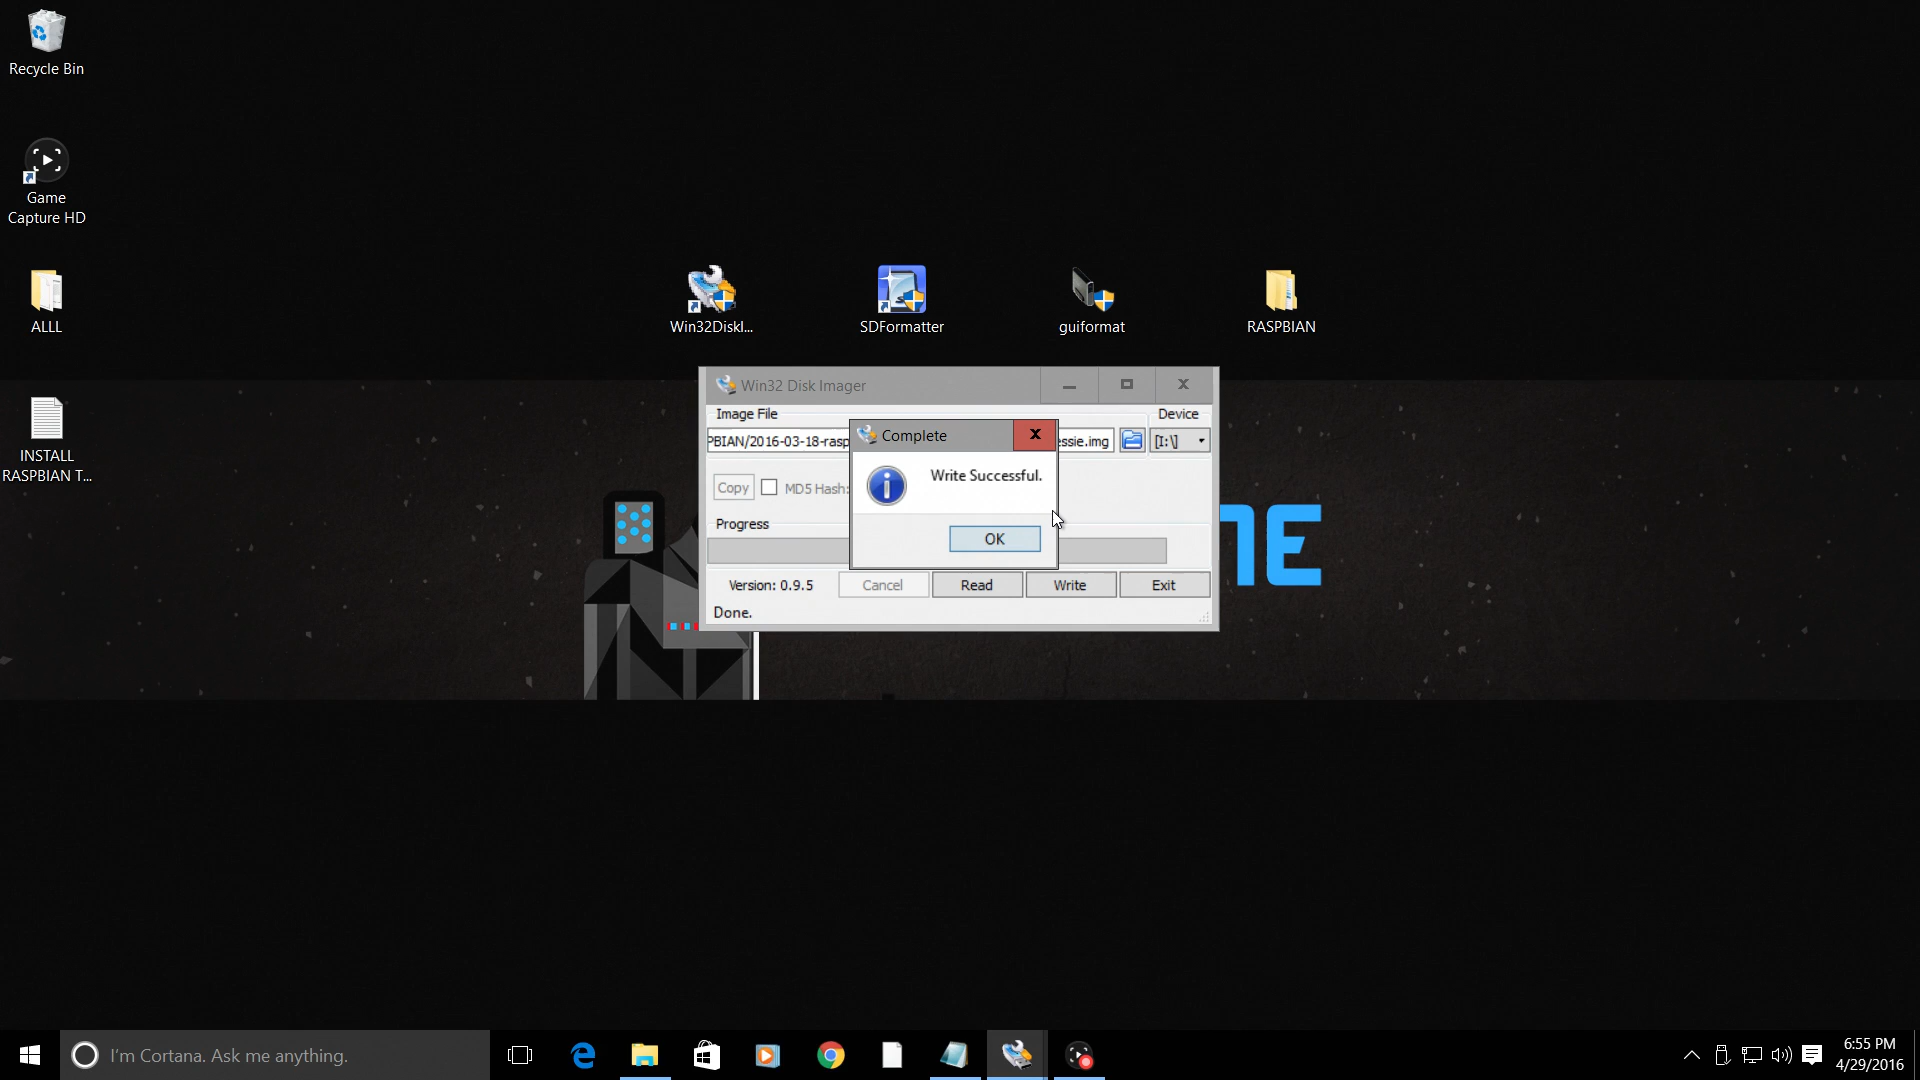 Recycle Bin
Game
Capture HD
ALLL
INSTALL
RASPBIAN T...
Win32DiskI...
SDFormatter
guiformat
RASPBIAN
Win32 Disk Imager
Image File
Device
PBIAN/2016-03-18-rasp
essie.img
[I:\]
Complete
Write Successful.
OK
Copy
MD5 Hash:
Progress
Version: 0.9.5
Cancel
Read
Write
Exit
Done.
I'm Cortana. Ask me anything.
6:55 PM
4/29/2016